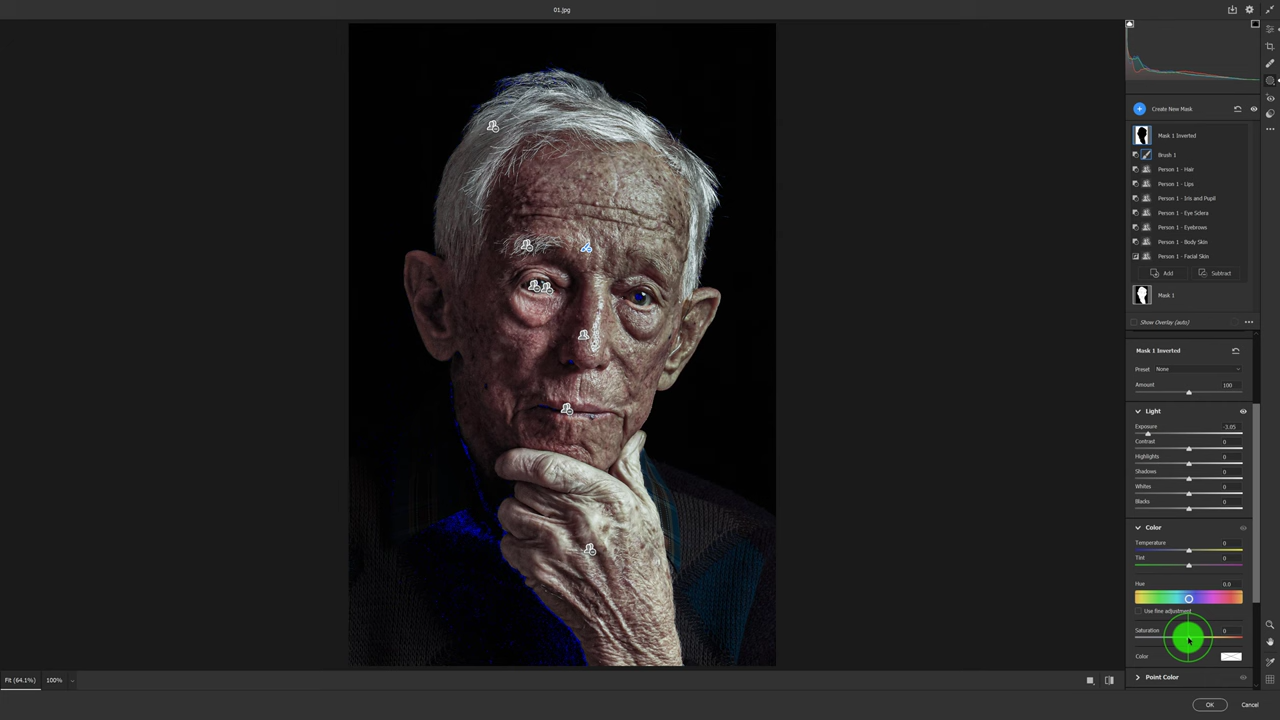 01.jpg
Create New Mask
Mask 1 Inverted
Brush 1
Person 1 - Hair
Person 1 - Lips
Person 1 - Iris and Pupil
Person 1 - Eye Sclera
Person 1 - Eyebrows
Person 1 - Body Skin
Person 1 - Facial Skin
Add Subtract
Mask 1
Show Overlay (auto)
Mask 1 Inverted
Preset None
Amount 100
Light
Exposure -3.05
Contrast 0
Highlights 0
Shadows 0
Whites 0
Blacks 0
Color
Temperature 0
Tint 0
Hue 0.0
Use fine adjustment
Saturation 0
Color
Point Color
Fit (64.1%) 100%
OK Cancel